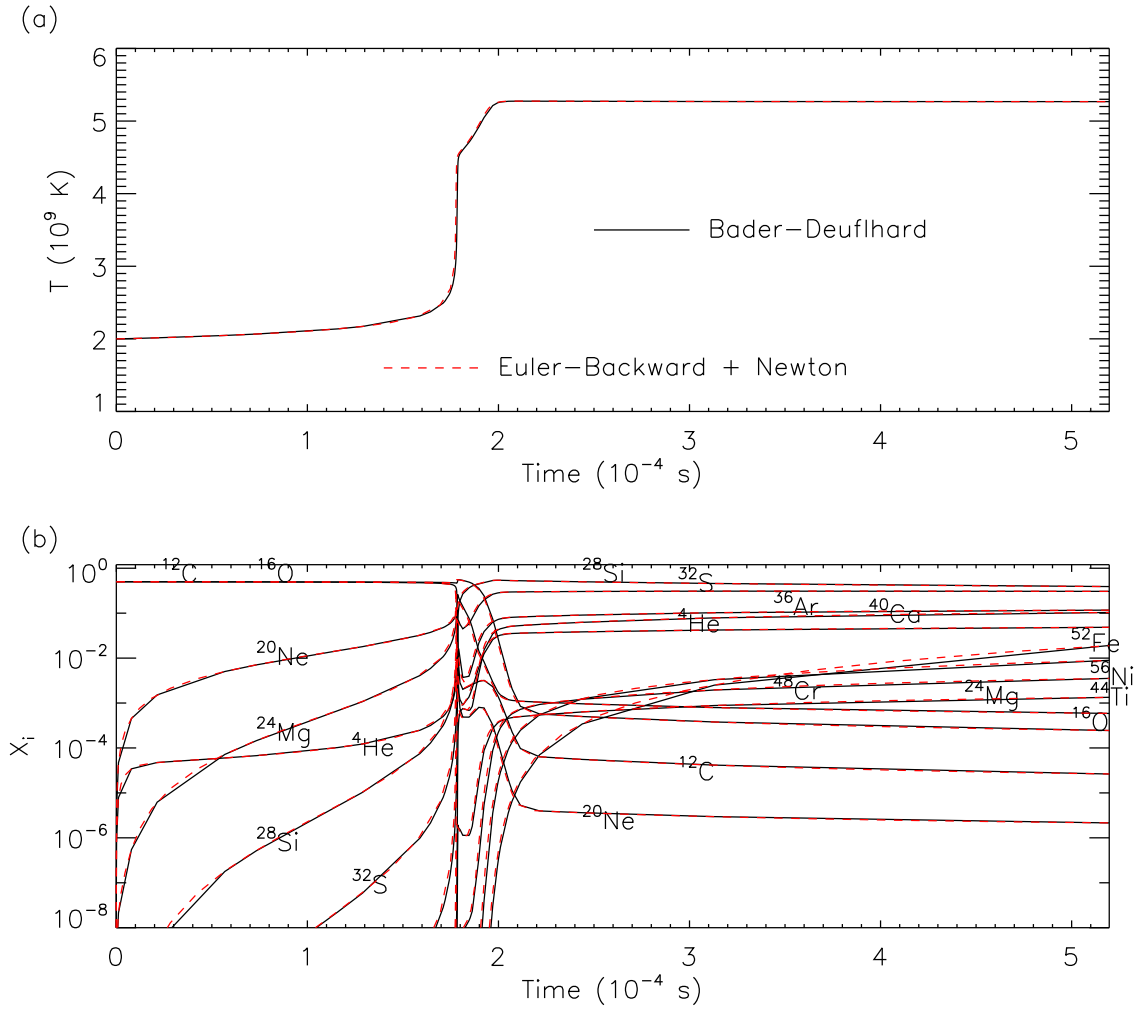 (a)
6
5
4
3
2
1
T (10⁹ K)
Bader−Deuflhard
Euler−Backward + Newton
0 1 2 3 4 5
Time (10⁻⁴ s)
(b)
10⁰
10⁻²
10⁻⁴
10⁻⁶
10⁻⁸
Xᵢ
¹²C ¹⁶O ²⁸Si ³²S
³⁶Ar ⁴⁰Ca
⁴He
²⁰Ne ⁵²Fe
⁵⁶Ni
⁴⁸Cr ²⁴Mg ⁴⁴Ti
²⁴Mg ⁴He ¹⁶O
¹²C
²⁸Si ²⁰Ne
³²S
0 1 2 3 4 5
Time (10⁻⁴ s)